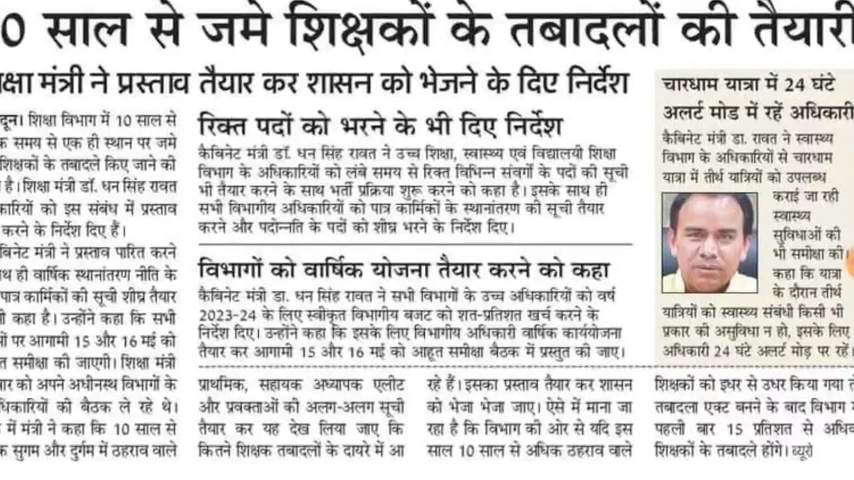 0 साल से जमे शिक्षकों के तबादलों की तैयारी
क्षा मंत्री ने प्रस्ताव तैयार कर शासन को भेजने के दिए निर्देश
दून। शिक्षा विभाग में 10 साल से
क समय से एक ही स्थान पर जमे
शिक्षकों के तबादले किए जाने की
है। शिक्षा मंत्री डॉ. धन सिंह रावत
कारियों को इस संबंध में प्रस्ताव
करने के निर्देश दिए हैं।
बिनेट मंत्री ने प्रस्ताव पारित करने
थ ही वार्षिक स्थानांतरण नीति के
पात्र कार्मिकों की सूची शीघ्र तैयार
ी कहा है। उन्होंने कहा कि सभी
ों पर आगामी 15 और 16 मई को
त समीक्षा की जाएगी। शिक्षा मंत्री
ार को अपने अधीनस्थ विभागों के
धिकारियों की बैठक ले रहे थे।
में मंत्री ने कहा कि 10 साल से
क सुगम और दुर्गम में ठहराव वाले
रिक्त पदों को भरने के भी दिए निर्देश
कैबिनेट मंत्री डॉ. धन सिंह रावत ने उच्च शिक्षा, स्वास्थ्य एवं विद्यालयी शिक्षा
विभाग के अधिकारियों को लंबे समय से रिक्त विभिन्न संवर्गों के पदों की सूची
भी तैयार करने के साथ भर्ती प्रक्रिया शुरू करने को कहा है। इसके साथ ही
सभी विभागीय अधिकारियों को पात्र कार्मिकों के स्थानांतरण की सूची तैयार
करने और पदोन्नति के पदों को शीघ्र भरने के निर्देश दिए।
विभागों को वार्षिक योजना तैयार करने को कहा
कैबिनेट मंत्री डा. धन सिंह रावत ने सभी विभागों के उच्च अधिकारियों को वर्ष
2023-24 के लिए स्वीकृत विभागीय बजट को शत-प्रतिशत खर्च करने के
निर्देश दिए। उन्होंने कहा कि इसके लिए विभागीय अधिकारी वार्षिक कार्ययोजना
तैयार कर आगामी 15 और 16 मई को आहूत समीक्षा बैठक में प्रस्तुत की जाए।
प्राथमिक, सहायक अध्यापक एलीट
और प्रवक्ताओं की अलग-अलग सूची
तैयार कर यह देख लिया जाए कि
कितने शिक्षक तबादलों के दायरे में आ
रहे हैं। इसका प्रस्ताव तैयार कर शासन
को भेजा भेजा जाए। ऐसे में माना जा
रहा है कि विभाग की ओर से यदि इस
साल 10 साल से अधिक ठहराव वाले
चारधाम यात्रा में 24 घंटे
अलर्ट मोड में रहें अधिकारी
कैबिनेट मंत्री डा. रावत ने स्वास्थ्य
विभाग के अधिकारियों से चारधाम
यात्रा में तीर्थ यात्रियों को उपलब्ध
कराई जा रही
स्वास्थ्य
सुविधाओं की
भी समीक्षा की।
कहा कि यात्रा
के दौरान तीर्थ
यात्रियों को स्वास्थ्य संबंधी किसी भी
प्रकार की असुविधा न हो, इसके लिए
अधिकारी 24 घंटे अलर्ट मोड़ पर रहें।
शिक्षकों को इधर से उधर किया गया त
तबादला एक्ट बनने के बाद विभाग म
पहली बार 15 प्रतिशत से अधिक
शिक्षकों के तबादले होंगे। ब्यूरो